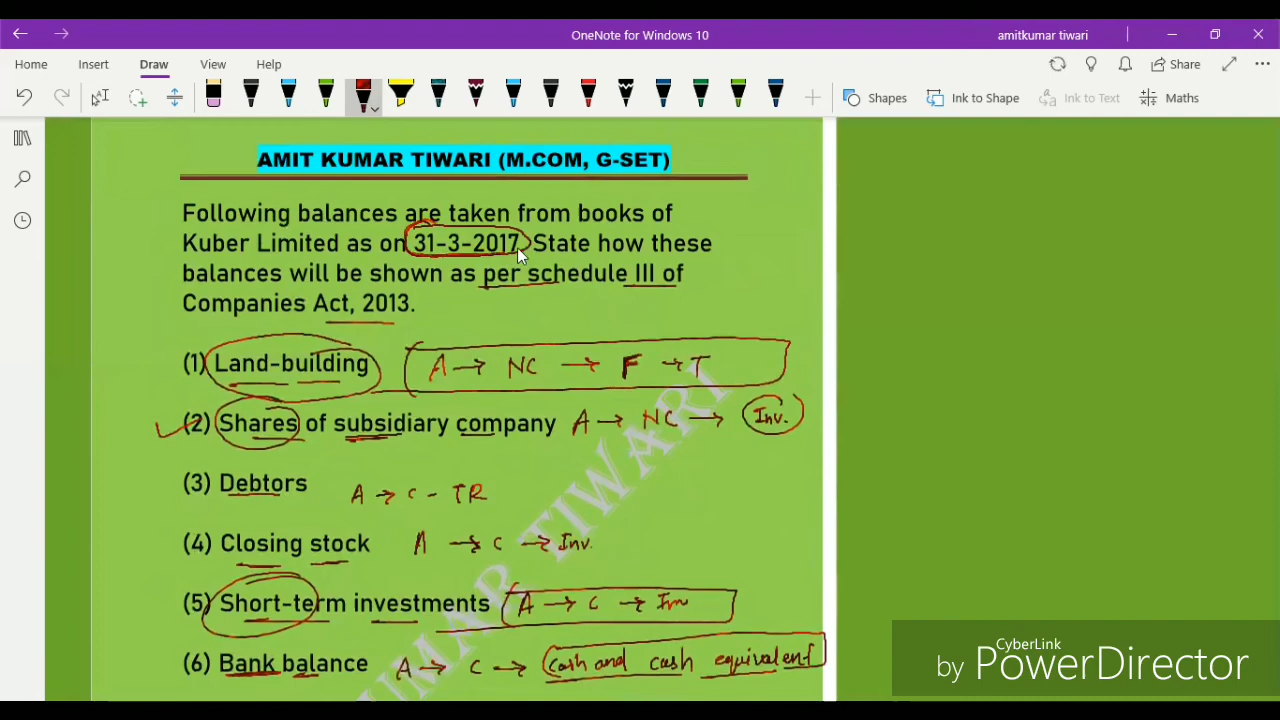 OneNote for Windows 10
amitkumar tiwari
Home Insert Draw View Help
Share
Shapes Ink to Shape Ink to Text Maths
AMIT KUMAR TIWARI (M.COM, G-SET)
Following balances are taken from books of
Kuber Limited as on 31-3-2017. State how these
balances will be shown as per schedule III of
Companies Act, 2013.
(1) Land-building A → NC → F → T
(2) Shares of subsidiary company A → NC → Inv.
(3) Debtors A → C - TR
(4) Closing stock A → C → Inv.
(5) Short-term investments A → C → Inv
(6) Bank balance A → C → cash and cash equivalent
KUMAR TIWARI
CyberLink
by PowerDirector